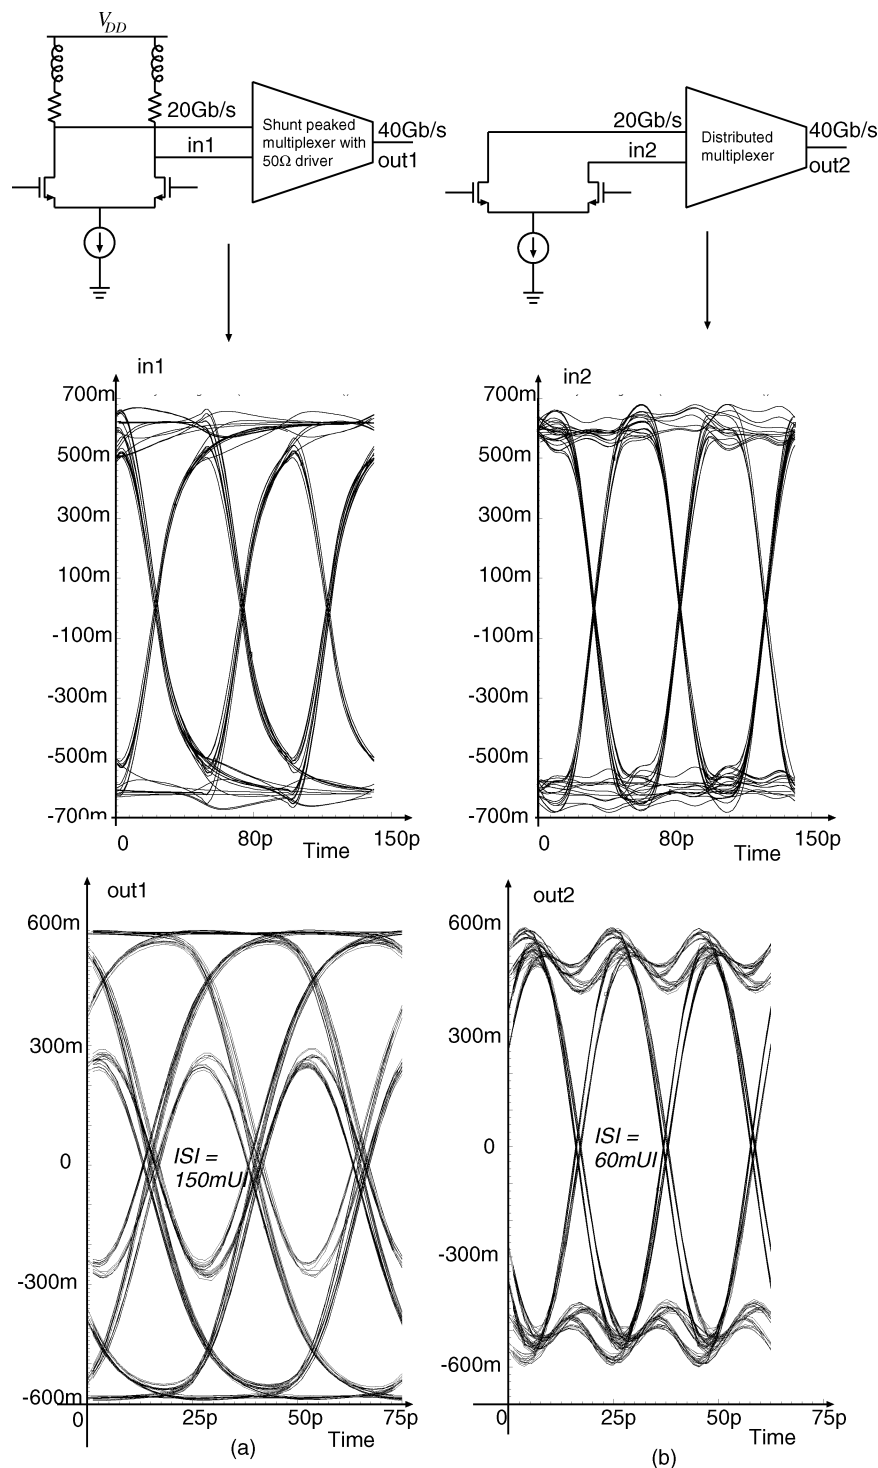 VDD
20Gb/s
in1
Shunt peaked
multiplexer with
50Ω driver
40Gb/s
out1
20Gb/s
in2
Distributed
multiplexer
40Gb/s
out2
in1
700m
500m
300m
100m
-100m
-300m
-500m
-700m
0
80p
150p
Time
in2
700m
500m
300m
100m
-100m
-300m
-500m
-700m
0
80p
150p
Time
out1
600m
300m
0
-300m
-600m
ISI =
150mUI
0
25p
50p
75p
Time
(a)
out2
600m
300m
0
-300m
-600m
ISI =
60mUI
0
25p
50p
75p
Time
(b)